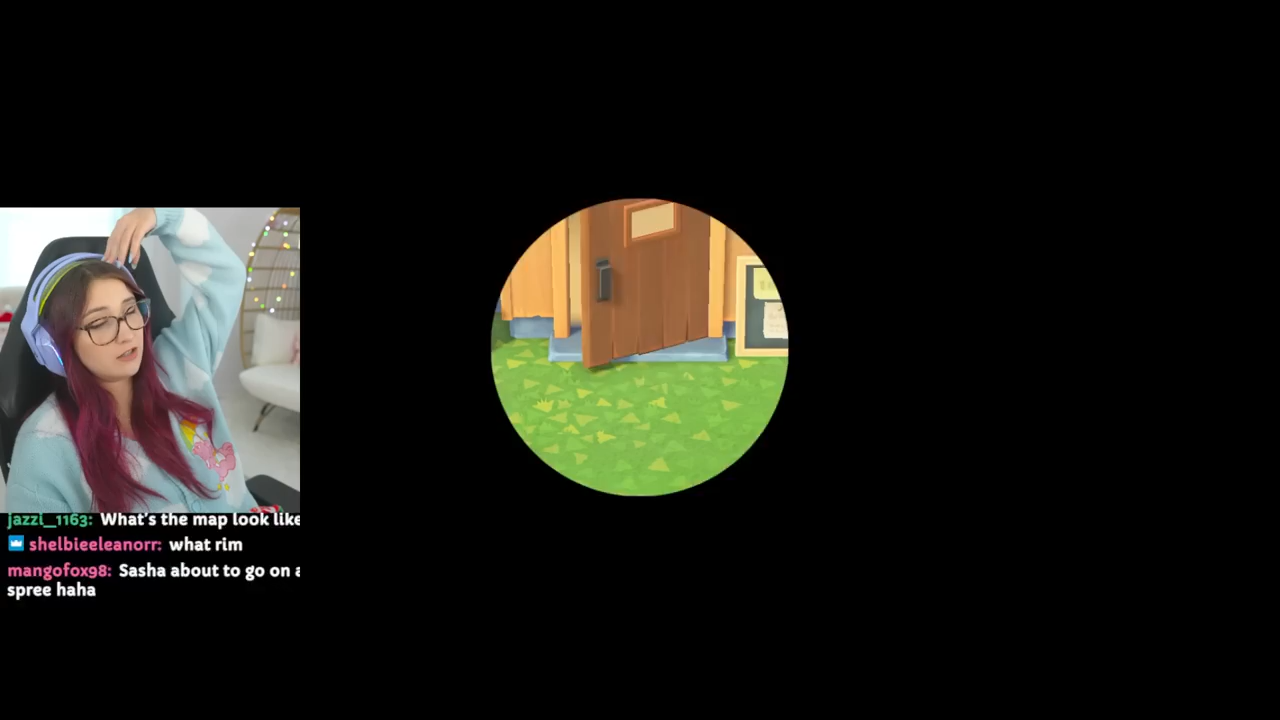 jazzi_1163: What's the map look like
shelbieeleanorr: what rim
mangofox98: Sasha about to go on a
spree haha